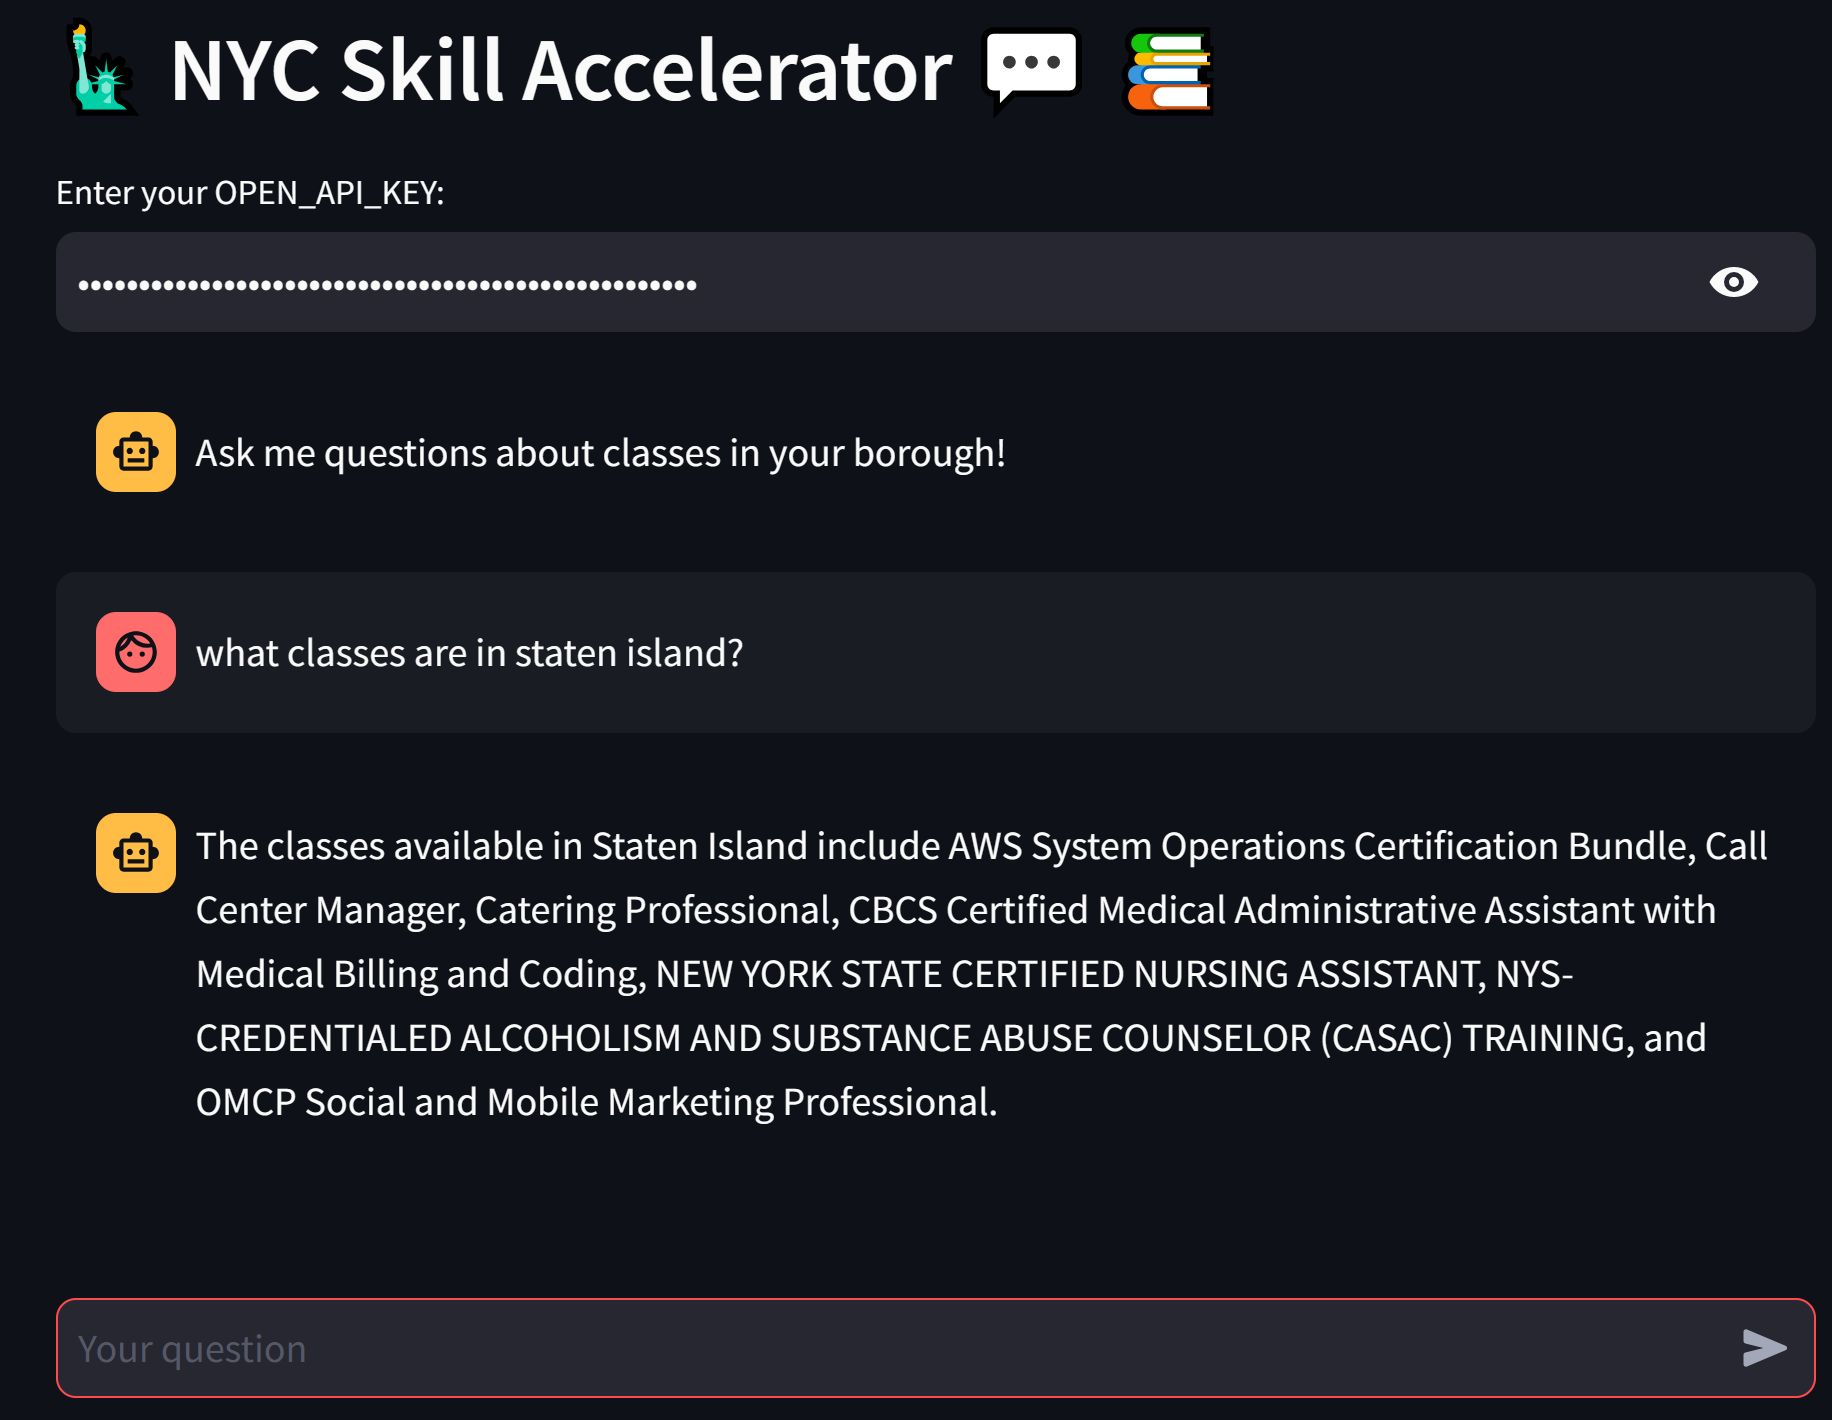 NYC Skill Accelerator
Enter your OPEN_API_KEY:
•••••••••••••••••••••••••••••••••••••••••••••••••••
Ask me questions about classes in your borough!
what classes are in staten island?
The classes available in Staten Island include AWS System Operations Certification Bundle, Call
Center Manager, Catering Professional, CBCS Certified Medical Administrative Assistant with
Medical Billing and Coding, NEW YORK STATE CERTIFIED NURSING ASSISTANT, NYS-
CREDENTIALED ALCOHOLISM AND SUBSTANCE ABUSE COUNSELOR (CASAC) TRAINING, and
OMCP Social and Mobile Marketing Professional.
Your question